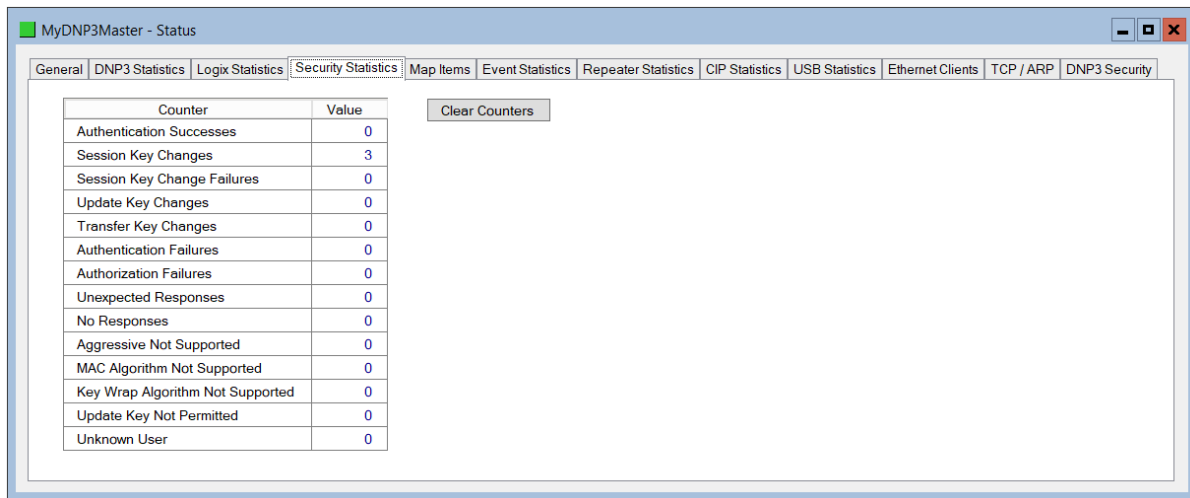 MyDNP3Master - Status
General DNP3 Statistics Logix Statistics Security Statistics Map Items Event Statistics Repeater Statistics CIP Statistics USB Statistics Ethernet Clients TCP / ARP DNP3 Security
Counter Value Clear Counters
Authentication Successes 0
Session Key Changes 3
Session Key Change Failures 0
Update Key Changes 0
Transfer Key Changes 0
Authentication Failures 0
Authorization Failures 0
Unexpected Responses 0
No Responses 0
Aggressive Not Supported 0
MAC Algorithm Not Supported 0
Key Wrap Algorithm Not Supported 0
Update Key Not Permitted 0
Unknown User 0